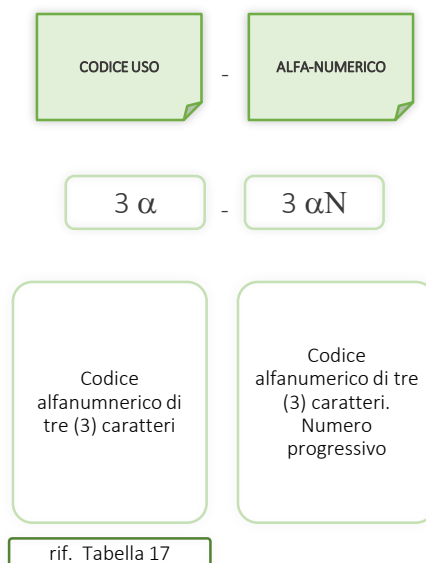 CODICE USO - ALFA-NUMERICO
3 α - 3 αN
Codice
alfanumnerico di
tre (3) caratteri
Codice
alfanumerico di tre
(3) caratteri.
Numero
progressivo
rif. Tabella 17